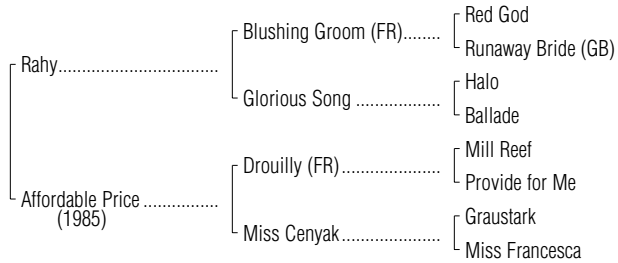 Red God
Blushing Groom (FR)........
Runaway Bride (GB)
Rahy.................................
Halo
Glorious Song ..................
Ballade
Mill Reef
Drouilly (FR) .....................
Provide for Me
Affordable Price ................
(1985)
Graustark
Miss Cenyak.....................
Miss Francesca